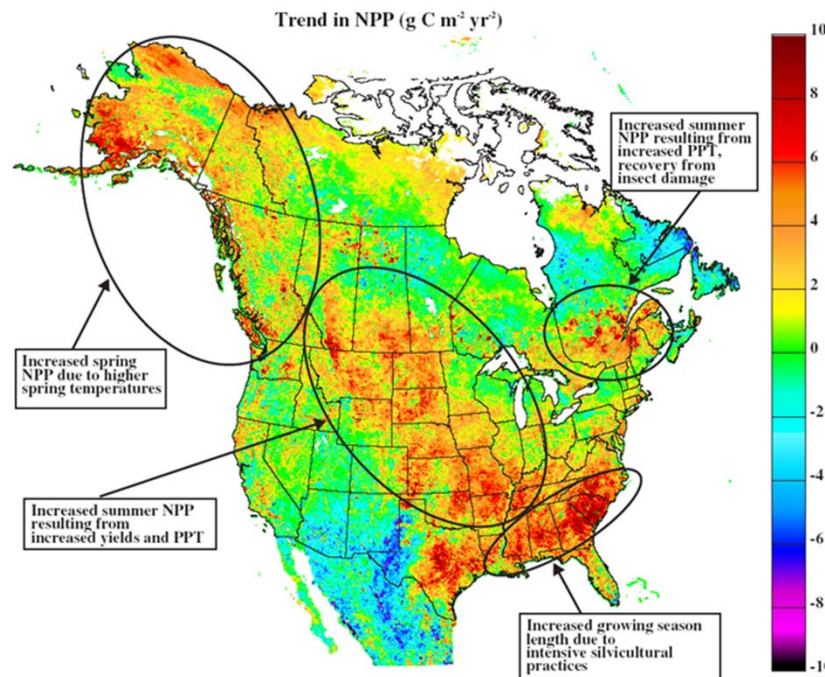 Trend in NPP (g C m-2 yr-1)
Increased summer
NPP resulting from
increased PPT,
recovery from
insect damage
Increased spring
NPP due to higher
spring temperatures
Increased summer NPP
resulting from
increased yields and PPT
Increased growing season
length due to
intensive silvicultural
practices
10
8
6
4
2
0
-2
-4
-6
-8
-10